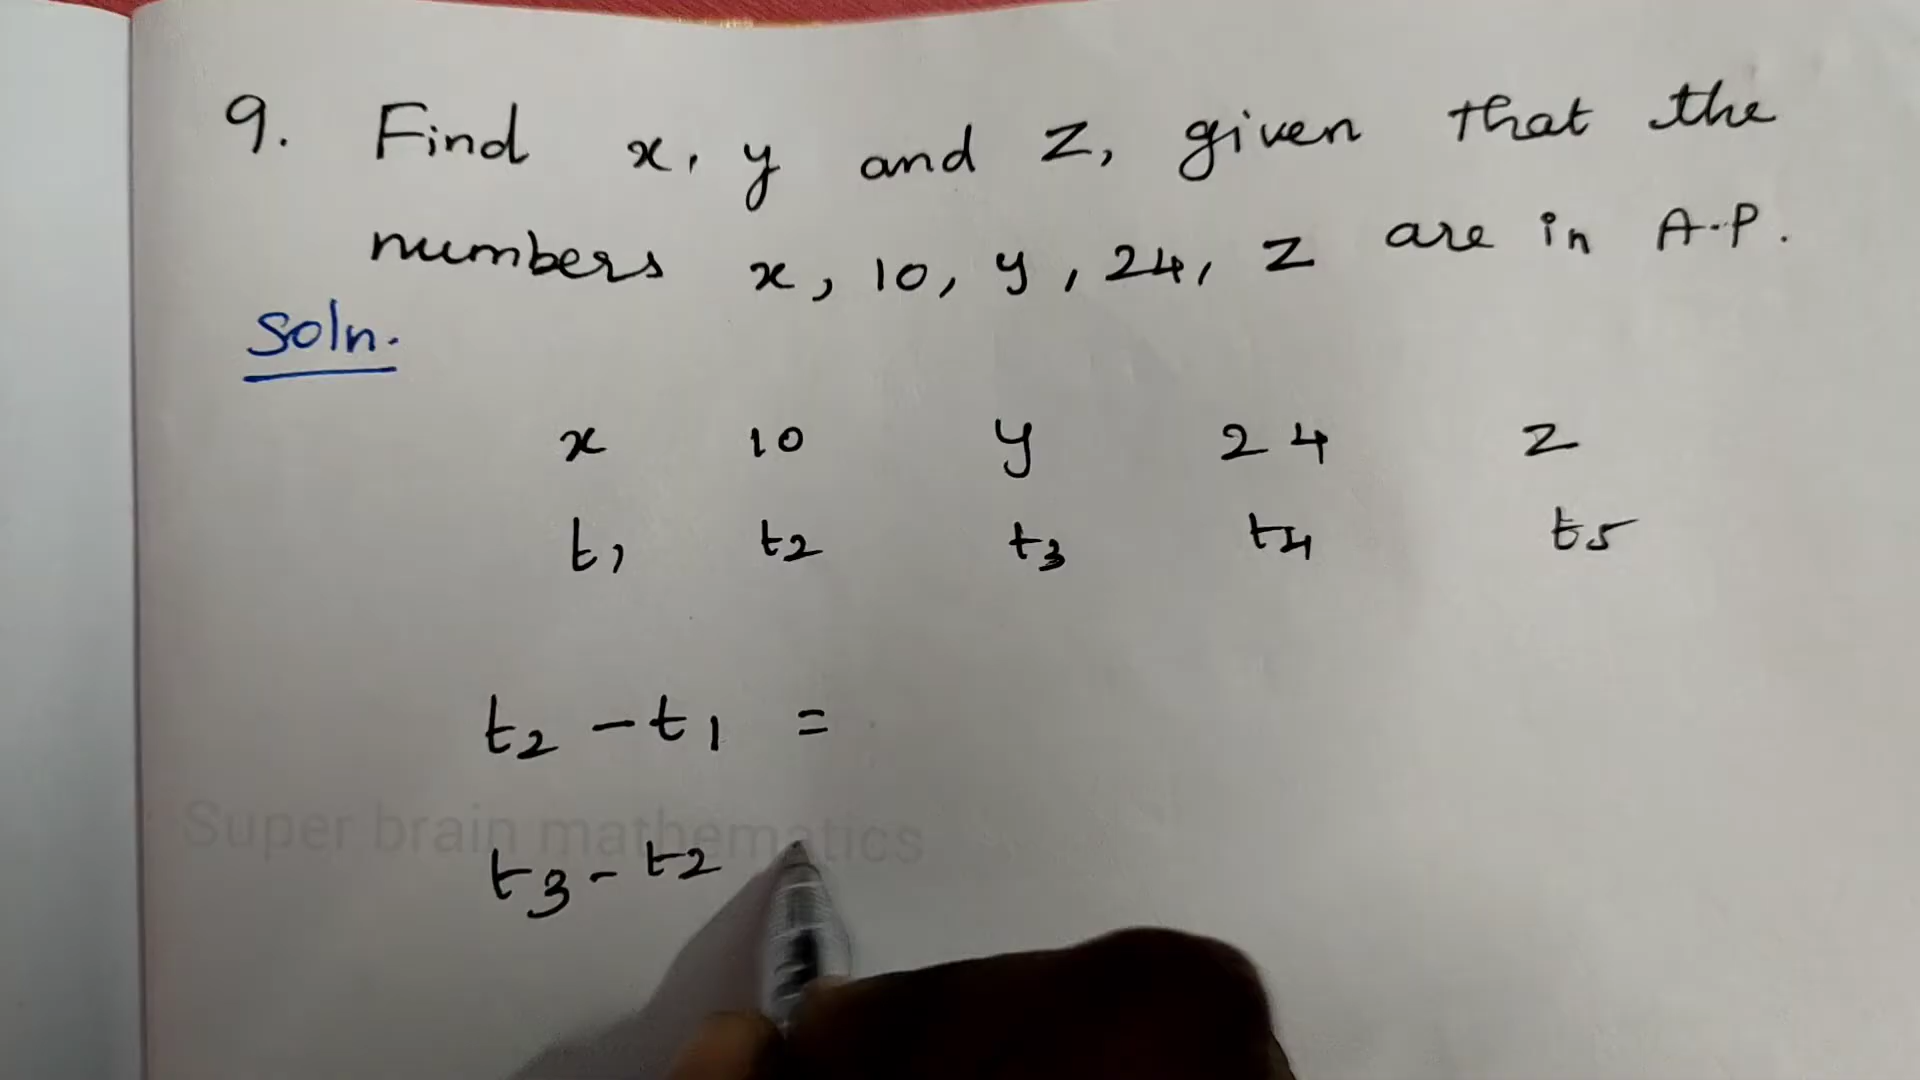 9. Find x, y and z, given that the
numbers x, 10, y, 24, z are in A.P.
Soln.
x 10 y 24 z
t1 t2 t3 t4 t5
t2 - t1 =
Super brain mathematics
t3 - t2